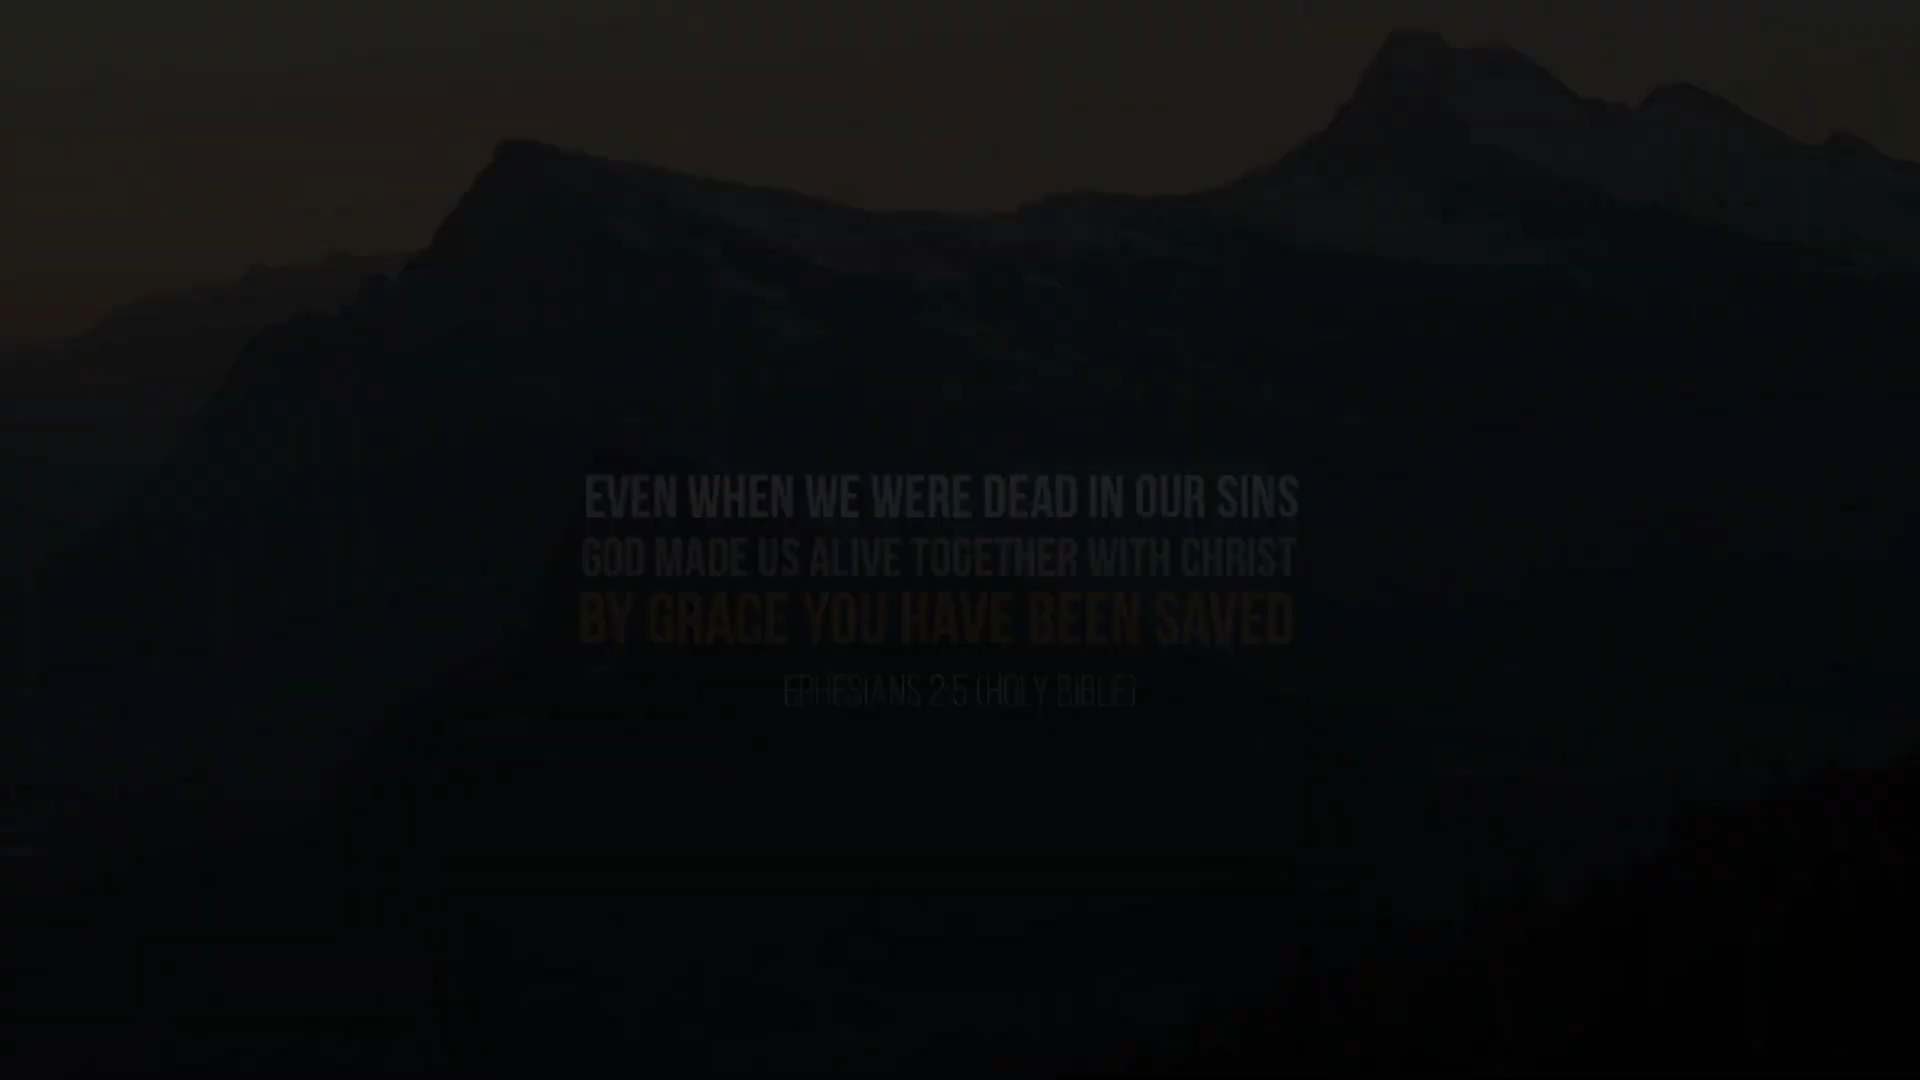 EVEN WHEN WE WERE DEAD IN OUR SINS
GOD MADE US ALIVE TOGETHER WITH CHRIST
BY GRACE YOU HAVE BEEN SAVED
EPHESIANS 2:5 (HOLY BIBLE)